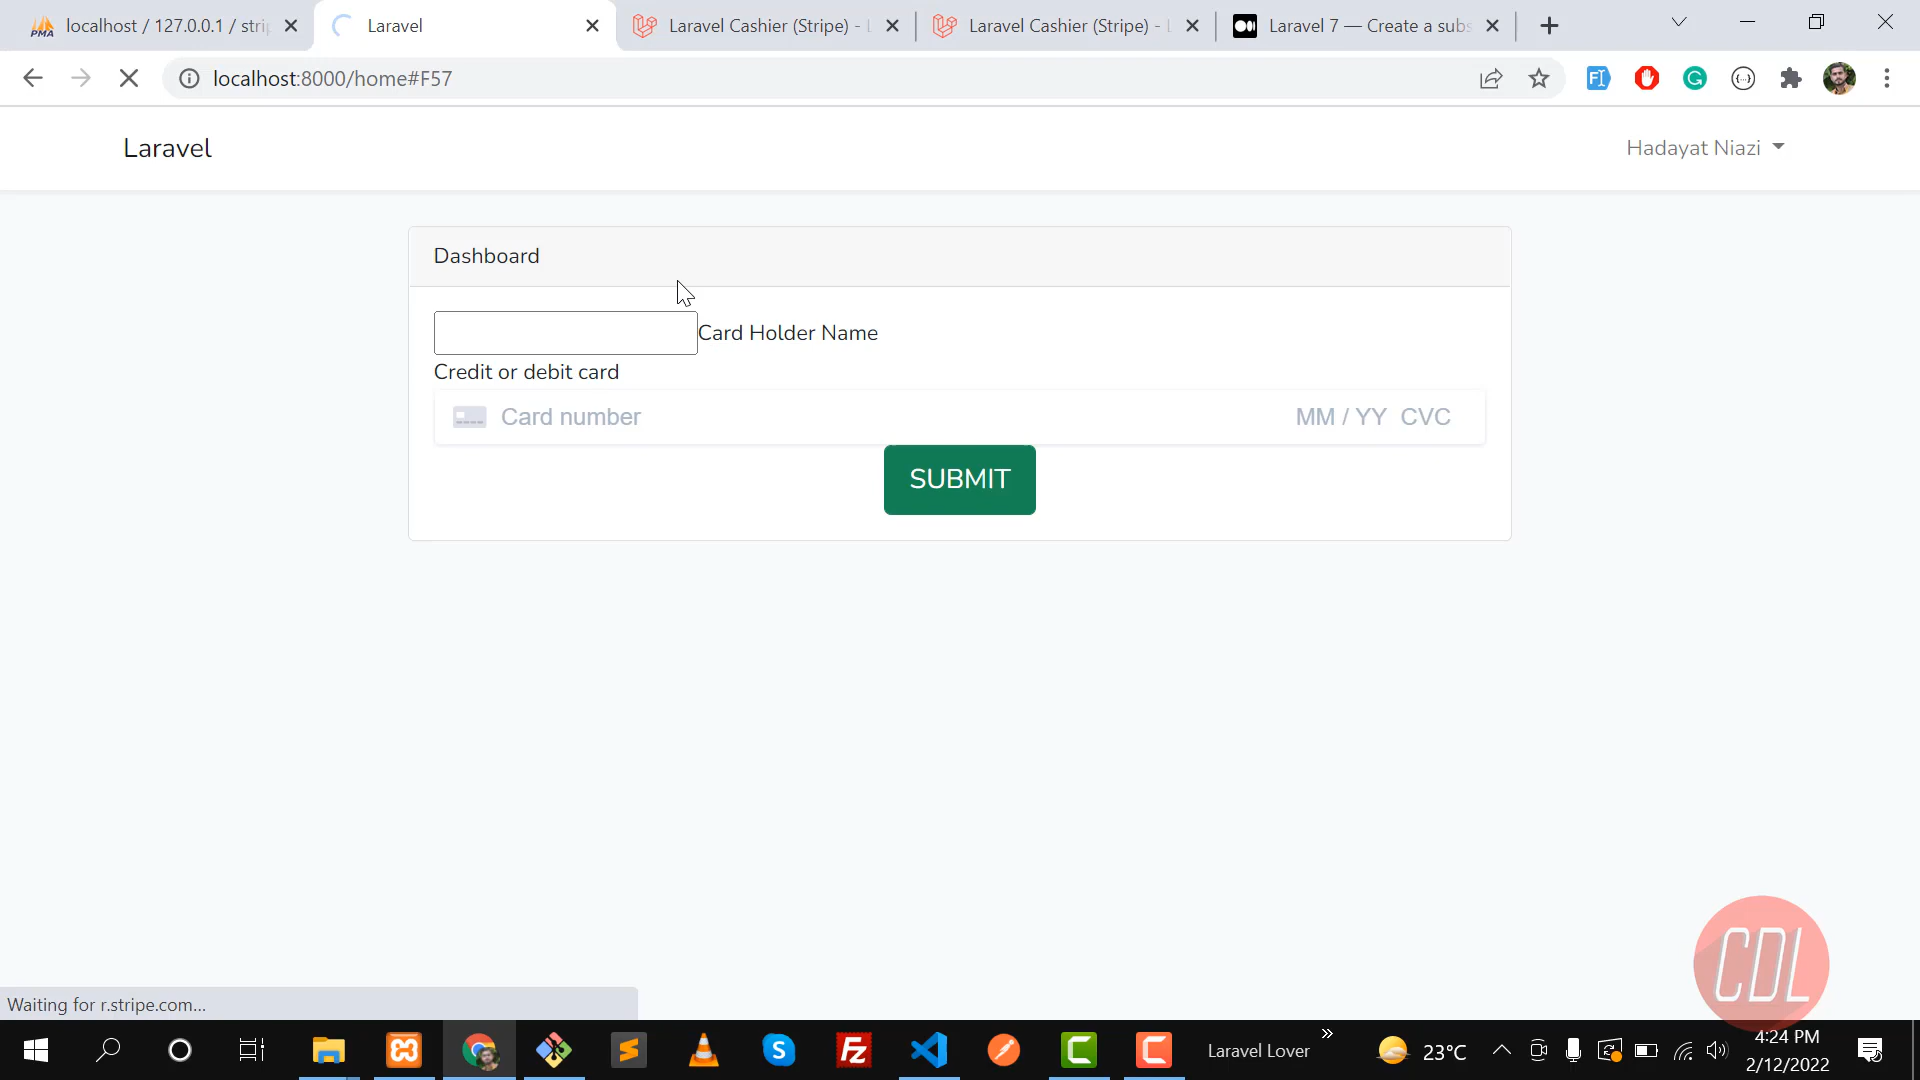 localhost / 127.0.0.1 / stri
Laravel
Laravel Cashier (Stripe) - L
Laravel Cashier (Stripe) - L
Laravel 7 — Create a subs
localhost:8000/home#F57
Laravel
Hadayat Niazi
Dashboard
Card Holder Name
Credit or debit card
Card number
MM / YY CVC
SUBMIT
CDL
Waiting for r.stripe.com...
Laravel Lover
23°C
4:24 PM
2/12/2022